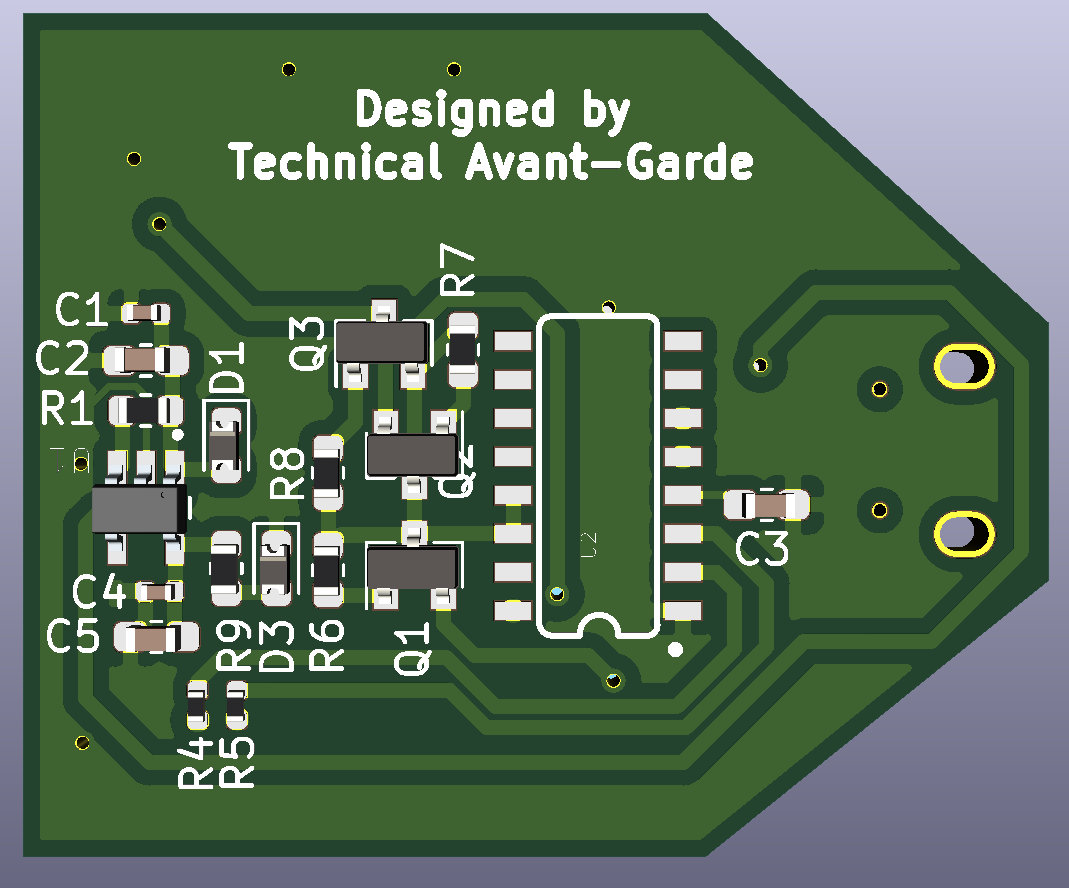 Designed by
Technical Avant-Garde
R7
C1
Q3
C2
D1
R1
R8
Q2
U2
C3
C4
C5
R9
D3
R6
Q1
R4
R5